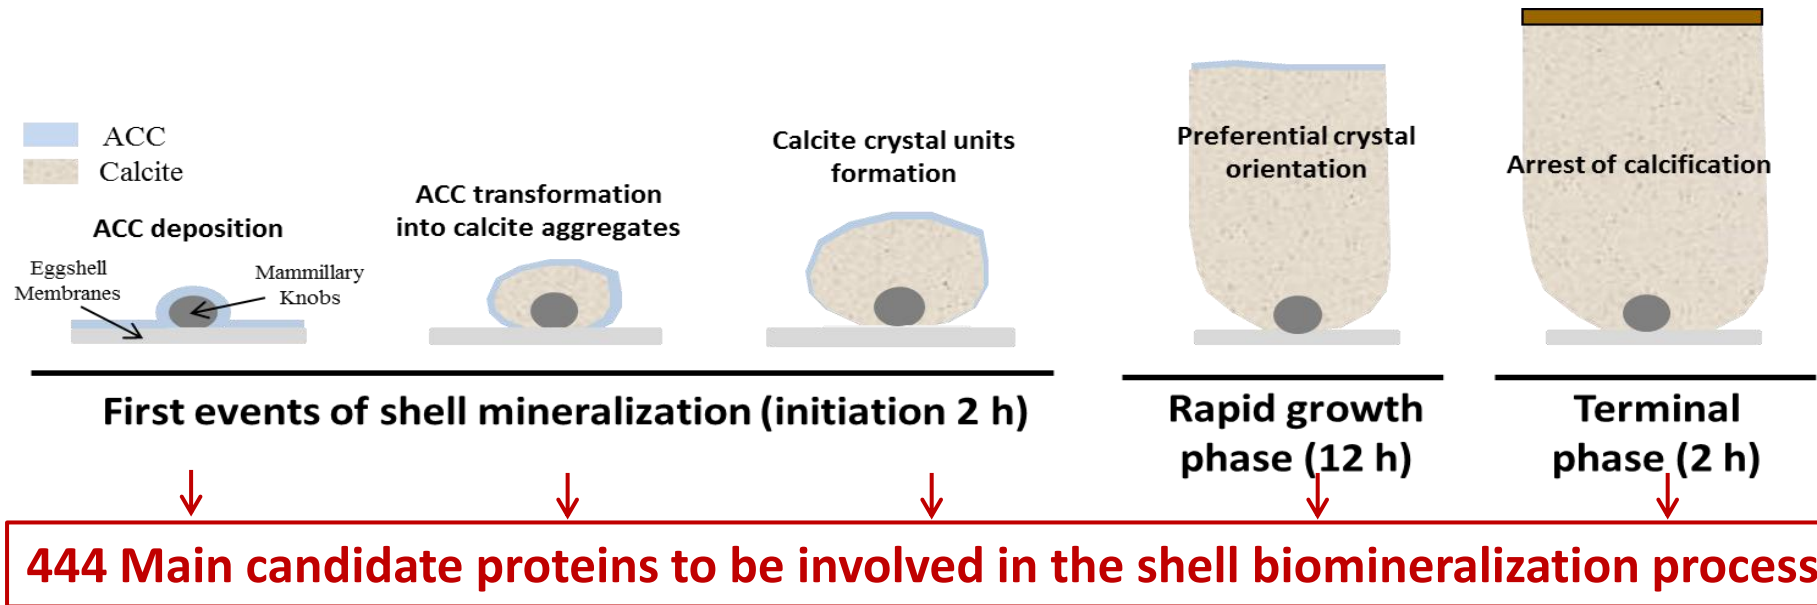 ACC
Calcite
ACC deposition
Eggshell
Membranes
Mammillary
Knobs
ACC transformation
into calcite aggregates
Calcite crystal units
formation
Preferential crystal
orientation
Arrest of calcification
First events of shell mineralization (initiation 2 h)
Rapid growth
phase (12 h)
Terminal
phase (2 h)
444 Main candidate proteins to be involved in the shell biomineralization process